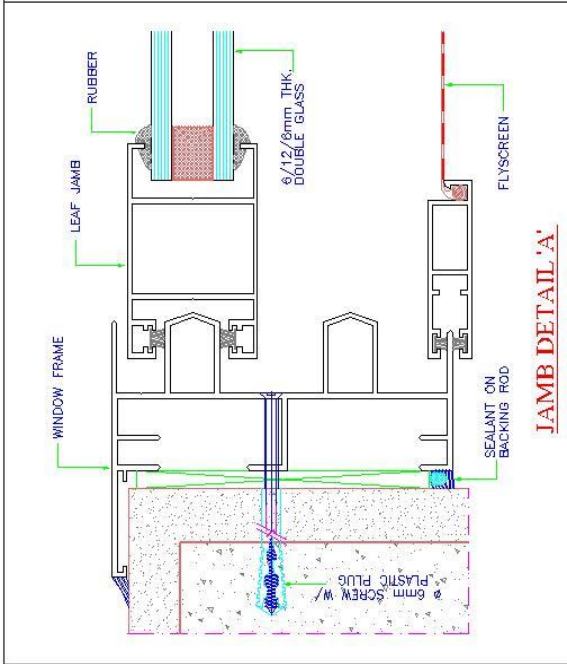 RUBBER
LEAF JAMB
WINDOW FRAME
6/12/6mm THK.
DOUBLE GLASS
FLYSCREEN
SEALANT ON
BACKING ROD
ø 6mm SCREW W/
PLASTIC PLUG
JAMB DETAIL 'A'